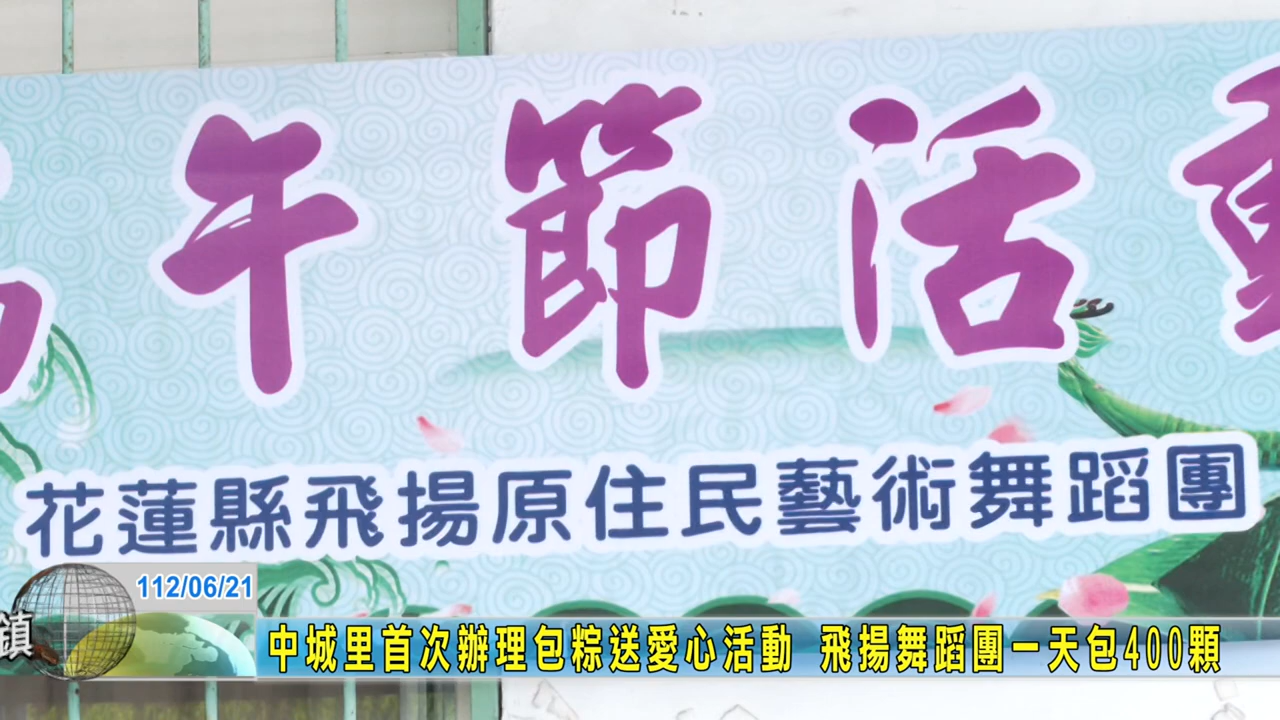 午節活動
花蓮縣飛揚原住民藝術舞蹈團
112/06/21
鎮
中城里首次辦理包粽送愛心活動 飛揚舞蹈團一天包400顆